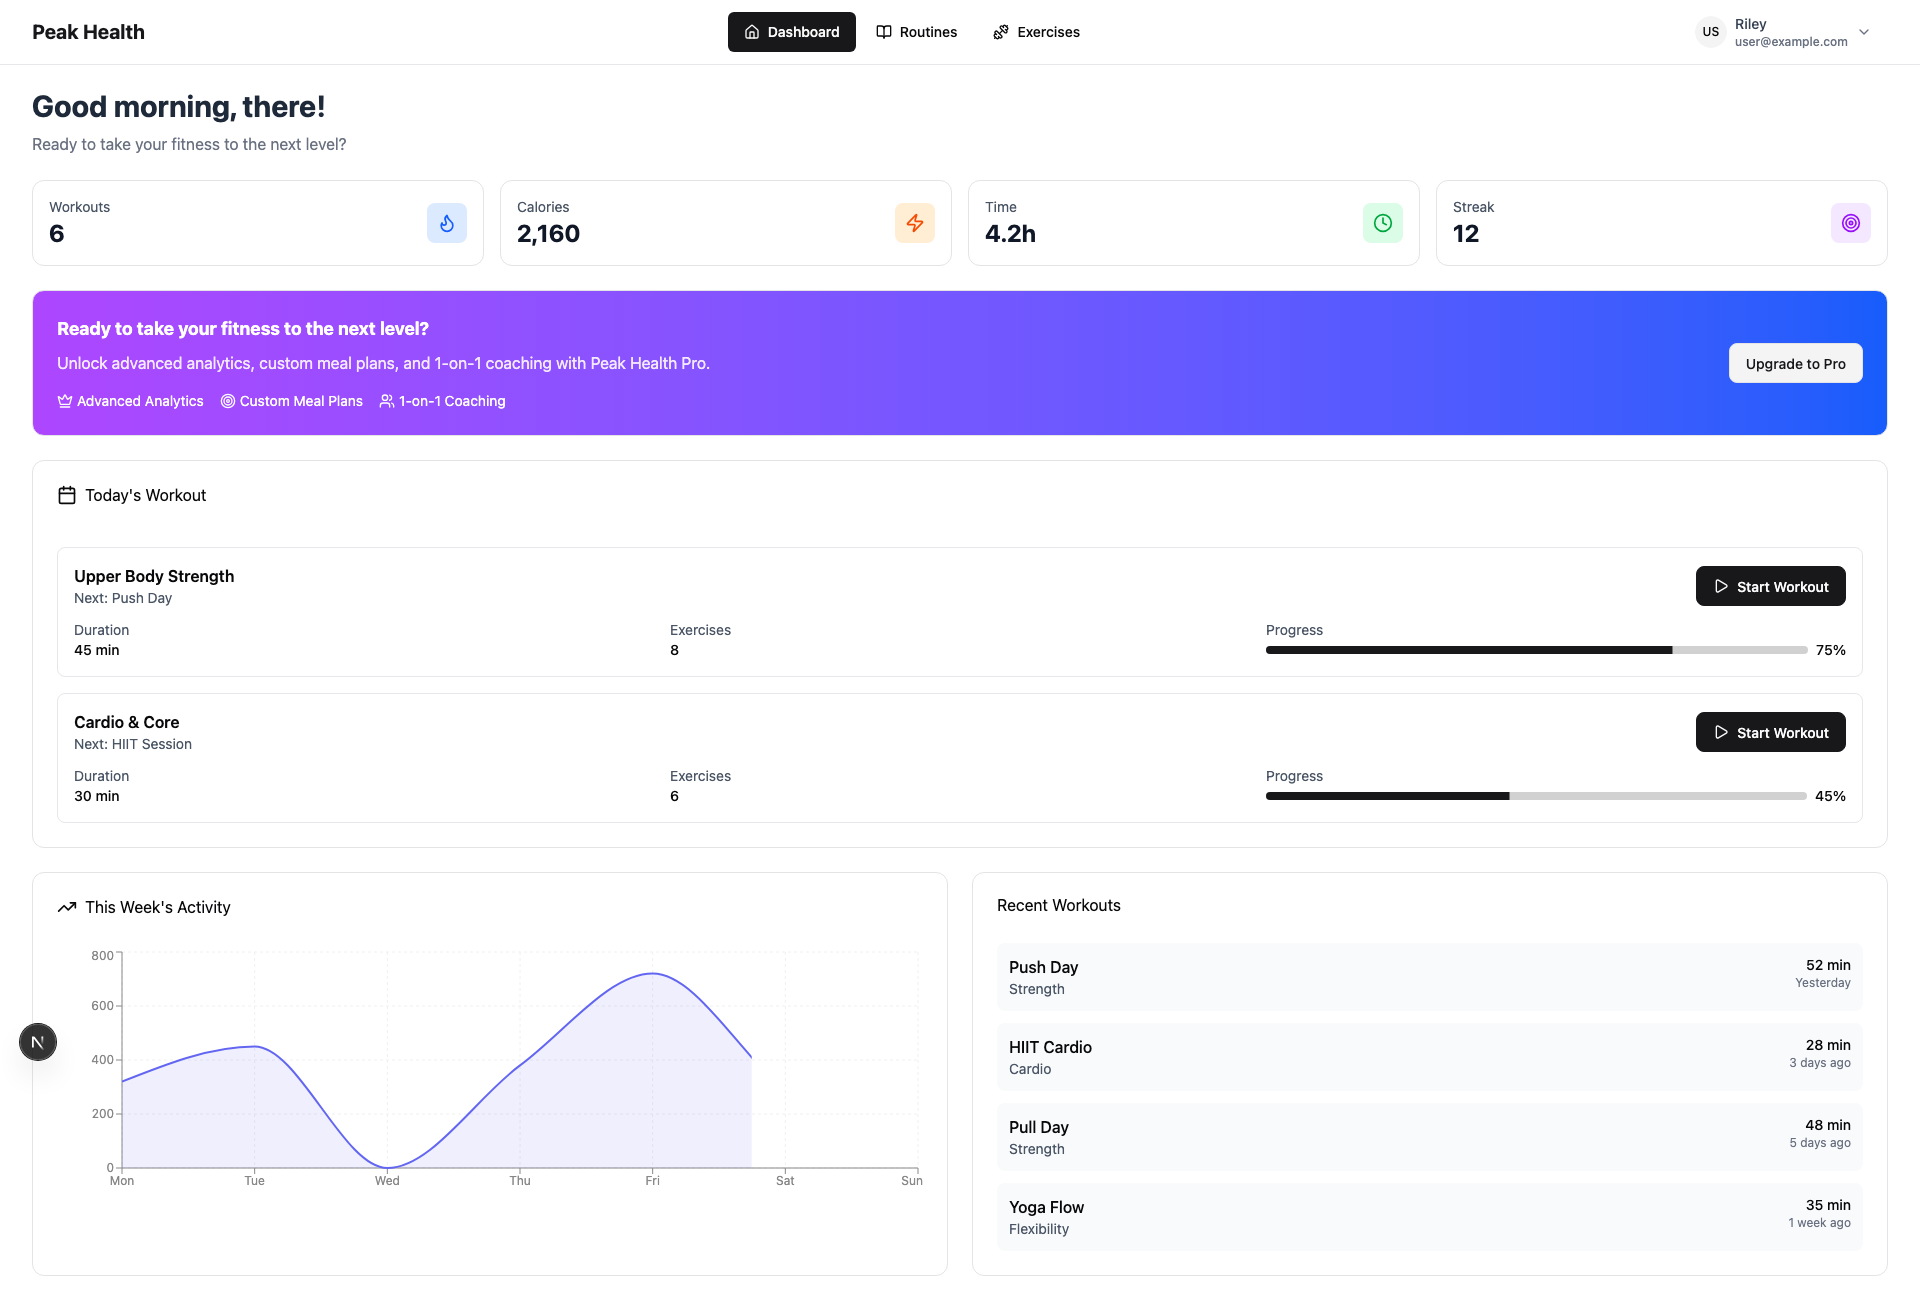 Peak Health
Dashboard
Routines
Exercises
US
Riley
user@example.com
Good morning, there!
Ready to take your fitness to the next level?
Workouts
6
Calories
2,160
Time
4.2h
Streak
12
Ready to take your fitness to the next level?
Unlock advanced analytics, custom meal plans, and 1-on-1 coaching with Peak Health Pro.
Advanced Analytics
Custom Meal Plans
1-on-1 Coaching
Upgrade to Pro
Today's Workout
Upper Body Strength
Next: Push Day
Start Workout
Duration
45 min
Exercises
8
Progress
75%
Cardio & Core
Next: HIIT Session
Start Workout
Duration
30 min
Exercises
6
Progress
45%
This Week's Activity
800
600
400
200
0
Mon
Tue
Wed
Thu
Fri
Sat
Sun
N
Recent Workouts
Push Day
Strength
52 min
Yesterday
HIIT Cardio
Cardio
28 min
3 days ago
Pull Day
Strength
48 min
5 days ago
Yoga Flow
Flexibility
35 min
1 week ago